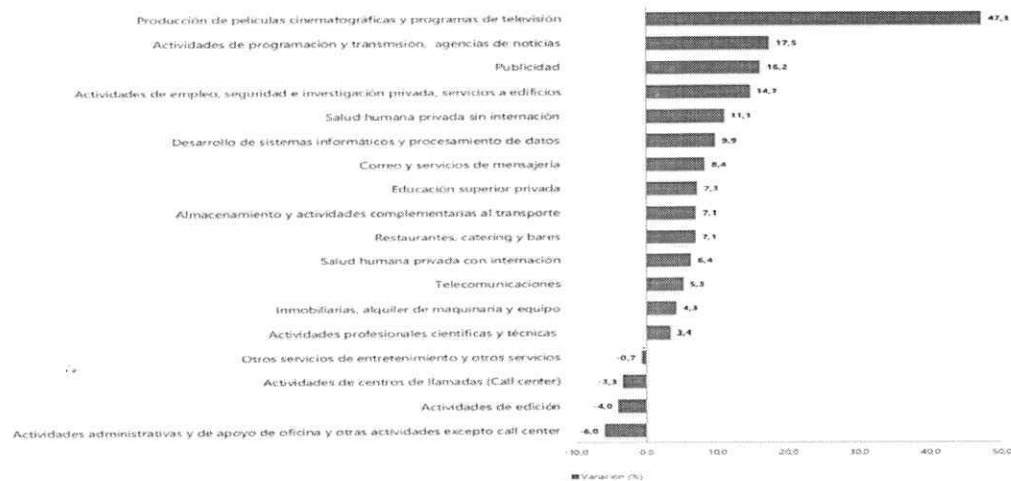 Producción de películas cinematográficas y programas de televisión 47,1
Actividades de programación y transmisión, agencias de noticias 17,5
Publicidad 16,2
Actividades de empleo, seguridad e investigación privada, servicios a edificios 14,7
Salud humana privada sin internación 11,1
Desarrollo de sistemas informáticos y procesamiento de datos 9,9
Correo y servicios de mensajería 8,4
Educación superior privada 7,3
Almacenamiento y actividades complementarias al transporte 7,1
Restaurantes, catering y bares 7,1
Salud humana privada con internación 6,4
Telecomunicaciones 5,3
Inmobiliarias, alquiler de maquinaria y equipo 4,3
Actividades profesionales científicas y técnicas 3,4
Otros servicios de entretenimiento y otros servicios -0,7
Actividades de centros de llamadas (Call center) -3,3
Actividades de edición -4,0
Actividades administrativas y de apoyo de oficina y otras actividades excepto call center -6,0
-10,0 0,0 10,0 20,0 30,0 40,0 50,0
Variación (%)